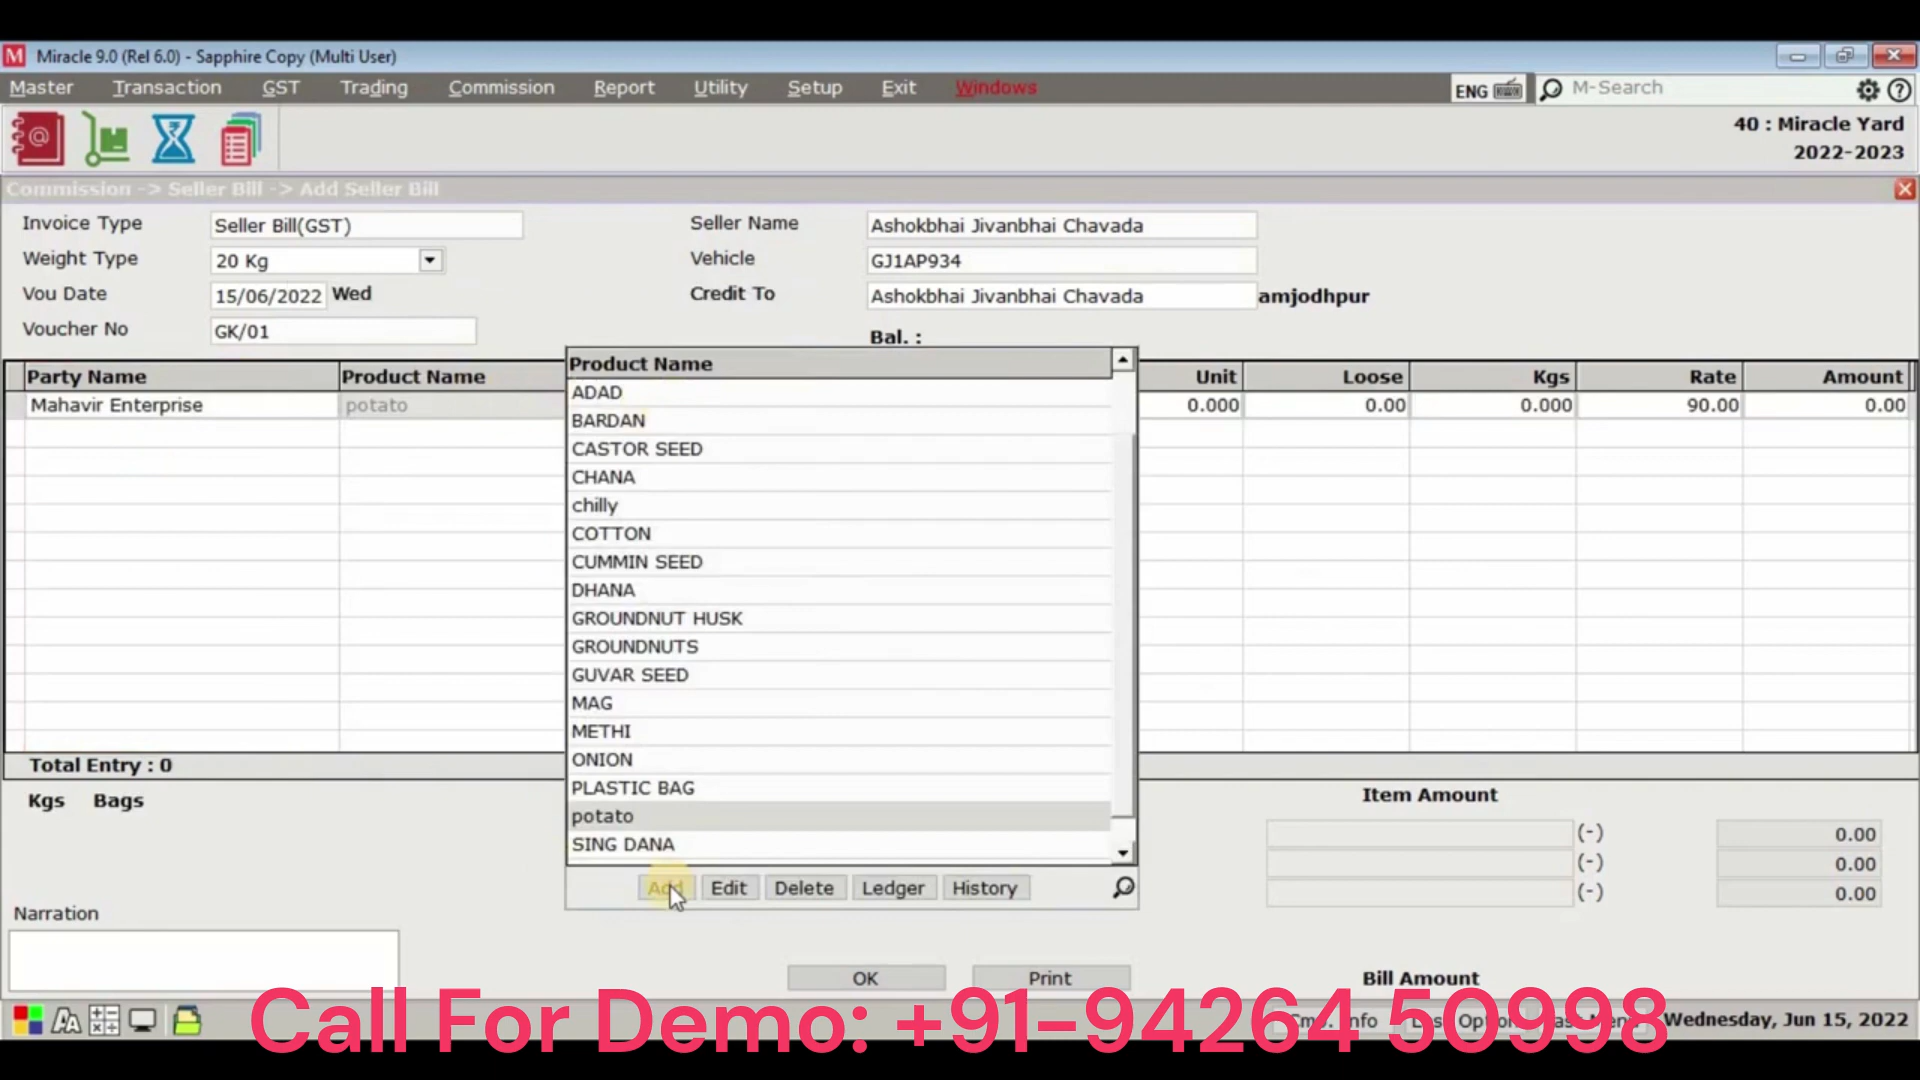 Miracle 9.0 (Rel 6.0) - Sapphire Copy (Multi User)
Master Transaction GST Trading Commission Report Utility Setup Exit Windows ENG M-Search
40 : Miracle Yard
2022-2023
Commission -> Seller Bill -> Add Seller Bill
Invoice Type Seller Bill(GST) Seller Name Ashokbhai Jivanbhai Chavada
Weight Type 20 Kg Vehicle GJ1AP934
Vou Date 15/06/2022 Wed Credit To Ashokbhai Jivanbhai Chavada amjodhpur
Voucher No GK/01
Bal. :
Party Name Product Name Unit Loose Kgs Rate Amount
Mahavir Enterprise potato 0.000 0.00 0.000 90.00 0.00
Product Name
ADAD
BARDAN
CASTOR SEED
CHANA
chilly
COTTON
CUMMIN SEED
DHANA
GROUNDNUT HUSK
GROUNDNUTS
GUVAR SEED
MAG
METHI
ONION
PLASTIC BAG
potato
SING DANA
Add Edit Delete Ledger History
Total Entry : 0
Kgs Bags Item Amount
(-) 0.00
(-) 0.00
(-) 0.00
Narration
OK Print Bill Amount
Call For Demo: +91-94264 50998
Wednesday, Jun 15, 2022